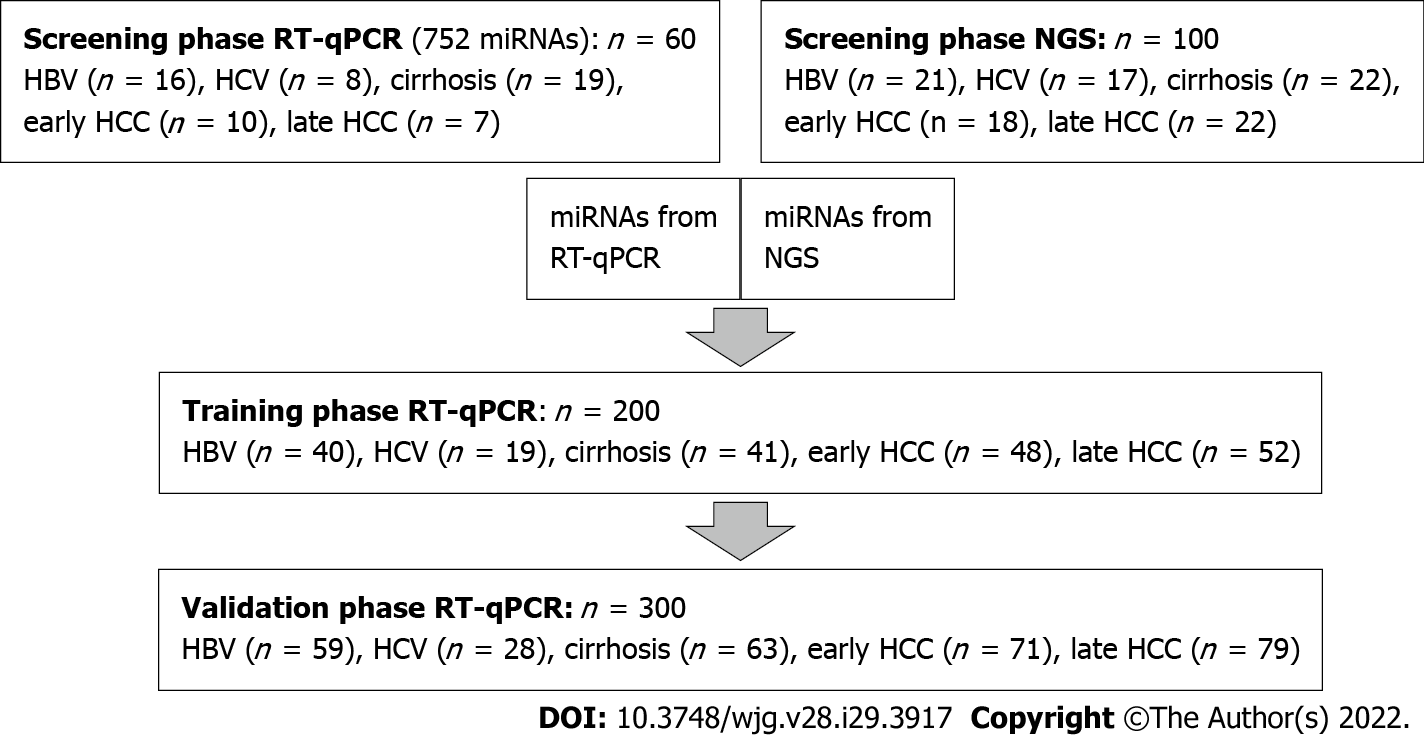 Screening phase RT-qPCR (752 miRNAs): n = 60
HBV (n = 16), HCV (n = 8), cirrhosis (n = 19),
early HCC (n = 10), late HCC (n = 7)
Screening phase NGS: n = 100
HBV (n = 21), HCV (n = 17), cirrhosis (n = 22),
early HCC (n = 18), late HCC (n = 22)
miRNAs from
RT-qPCR
miRNAs from
NGS
Training phase RT-qPCR: n = 200
HBV (n = 40), HCV (n = 19), cirrhosis (n = 41), early HCC (n = 48), late HCC (n = 52)
Validation phase RT-qPCR: n = 300
HBV (n = 59), HCV (n = 28), cirrhosis (n = 63), early HCC (n = 71), late HCC (n = 79)
DOI: 10.3748/wjg.v28.i29.3917 Copyright ©The Author(s) 2022.